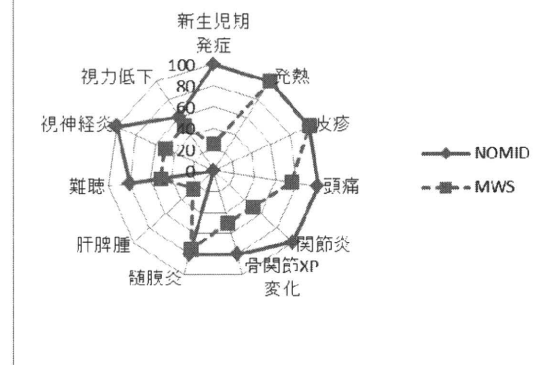 新生児期
発症
発熱
皮疹
頭痛
関節炎
骨関節XP
変化
髄膜炎
肝脾腫
難聴
視神経炎
視力低下
100
80
60
40
20
0
NOMID
MWS